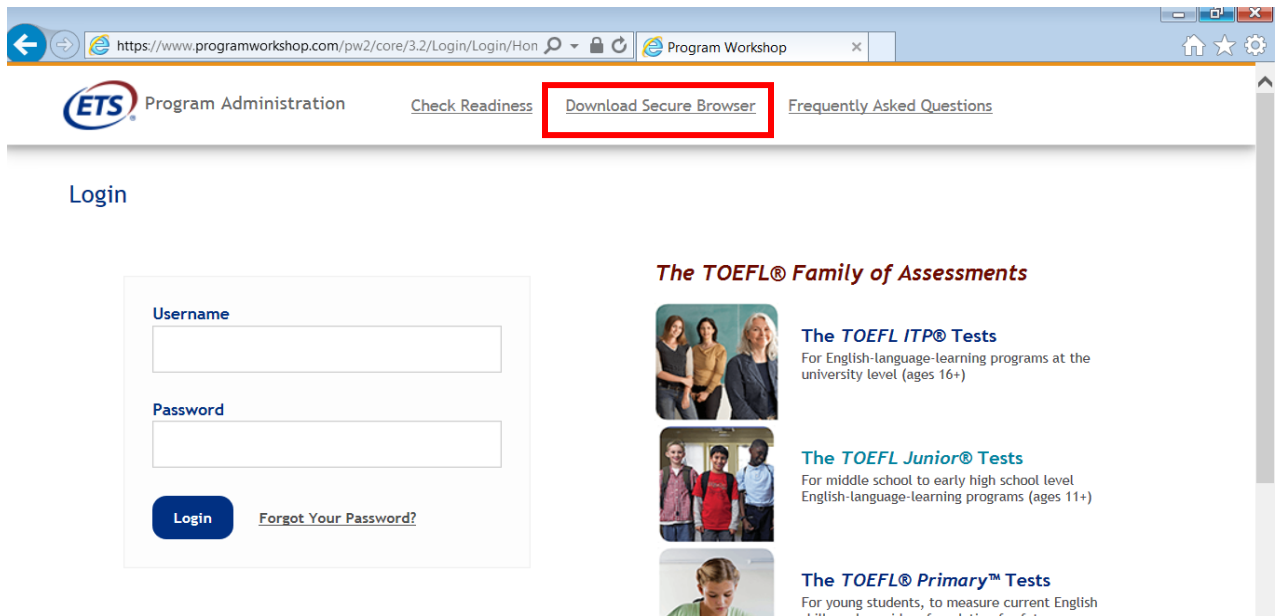 https://www.programworkshop.com/pw2/core/3.2/Login/Login/Hon
Program Workshop
ETS® Program Administration
Check Readiness
Download Secure Browser
Frequently Asked Questions
Login
Username
Password
Login
Forgot Your Password?
The TOEFL® Family of Assessments
The TOEFL ITP® Tests
For English-language-learning programs at the
university level (ages 16+)
The TOEFL Junior® Tests
For middle school to early high school level
English-language-learning programs (ages 11+)
The TOEFL® Primary™ Tests
For young students, to measure current English